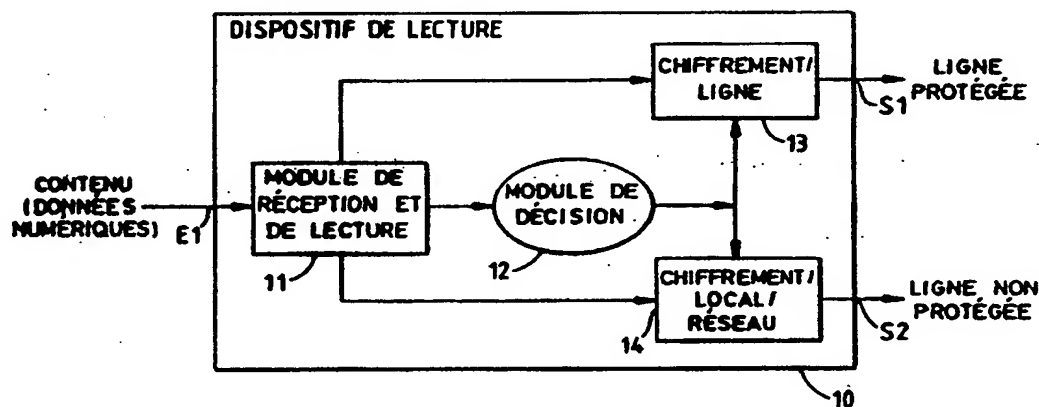 DISPOSITIF DE LECTURE
CHIFFREMENT/
LIGNE
13
S1
LIGNE
PROTÉGÉE
CONTENU
(DONNÉES
NUMÉRIQUES)
E1
MODULE DE
RÉCEPTION ET
DE LECTURE
11
MODULE DE
DÉCISION
12
CHIFFREMENT/
LOCAL/
RÉSEAU
14
S2
LIGNE NON
PROTÉGÉE
10